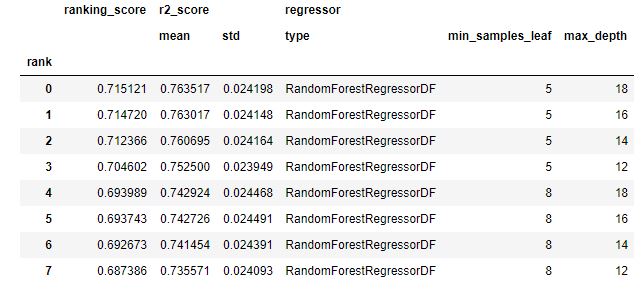 ranking_score r2_score regressor
mean std type min_samples_leaf max_depth
rank
0 0.715121 0.763517 0.024198 RandomForestRegressorDF 5 18
1 0.714720 0.763017 0.024148 RandomForestRegressorDF 5 16
2 0.712366 0.760695 0.024164 RandomForestRegressorDF 5 14
3 0.704602 0.752500 0.023949 RandomForestRegressorDF 5 12
4 0.693989 0.742924 0.024468 RandomForestRegressorDF 8 18
5 0.693743 0.742726 0.024491 RandomForestRegressorDF 8 16
6 0.692673 0.741454 0.024391 RandomForestRegressorDF 8 14
7 0.687386 0.735571 0.024093 RandomForestRegressorDF 8 12